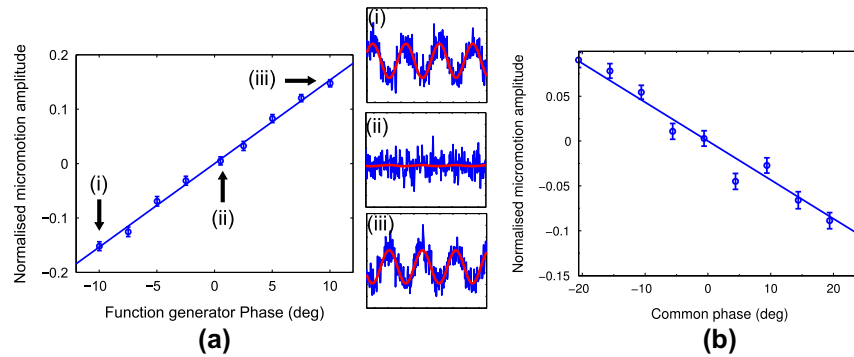 0.2
0.1
0
−0.1
−0.2
Normalised micromotion amplitude
(i)
(ii)
(iii)
−10
−5
0
5
10
Function generator Phase (deg)
(a)
(i)
(ii)
(iii)
0.05
0
−0.05
−0.1
−0.15
Normalised micromotion amplitude
−20
−10
0
10
20
Common phase (deg)
(b)